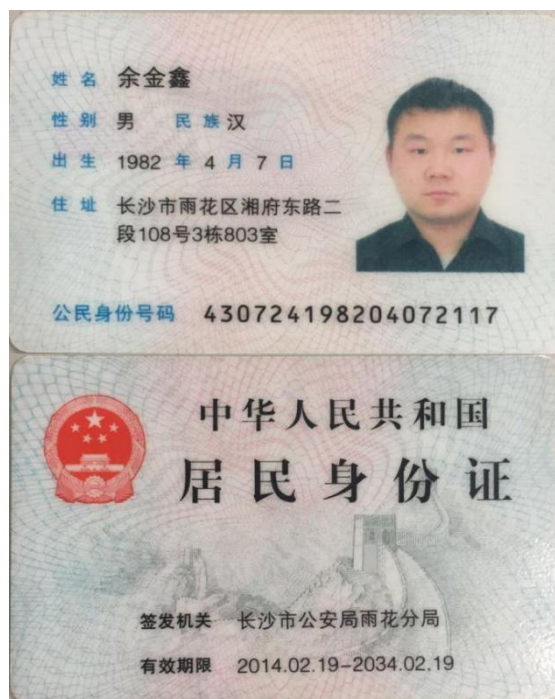 姓名 余金鑫
性别 男 民族 汉
出生 1982 年 4 月 7 日
住址 长沙市雨花区湘府东路二
段108号3栋803室
公民身份号码 430724198204072117
中华人民共和国
居民身份证
签发机关 长沙市公安局雨花分局
有效期限 2014.02.19-2034.02.19